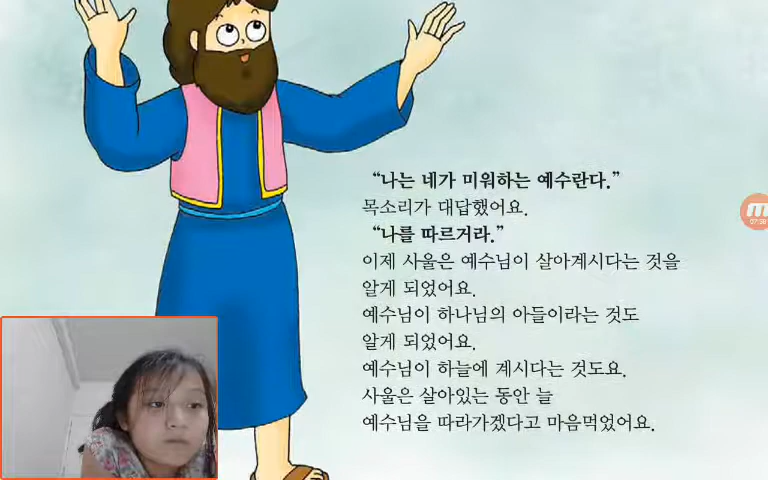 “나는 네가 미워하는 예수란다.”
목소리가 대답했어요.
“나를 따르거라.”
이제 사울은 예수님이 살아계시다는 것을
알게 되었어요.
예수님이 하나님의 아들이라는 것도
알게 되었어요.
예수님이 하늘에 계시다는 것도요.
사울은 살아있는 동안 늘
예수님을 따라가겠다고 마음먹었어요.